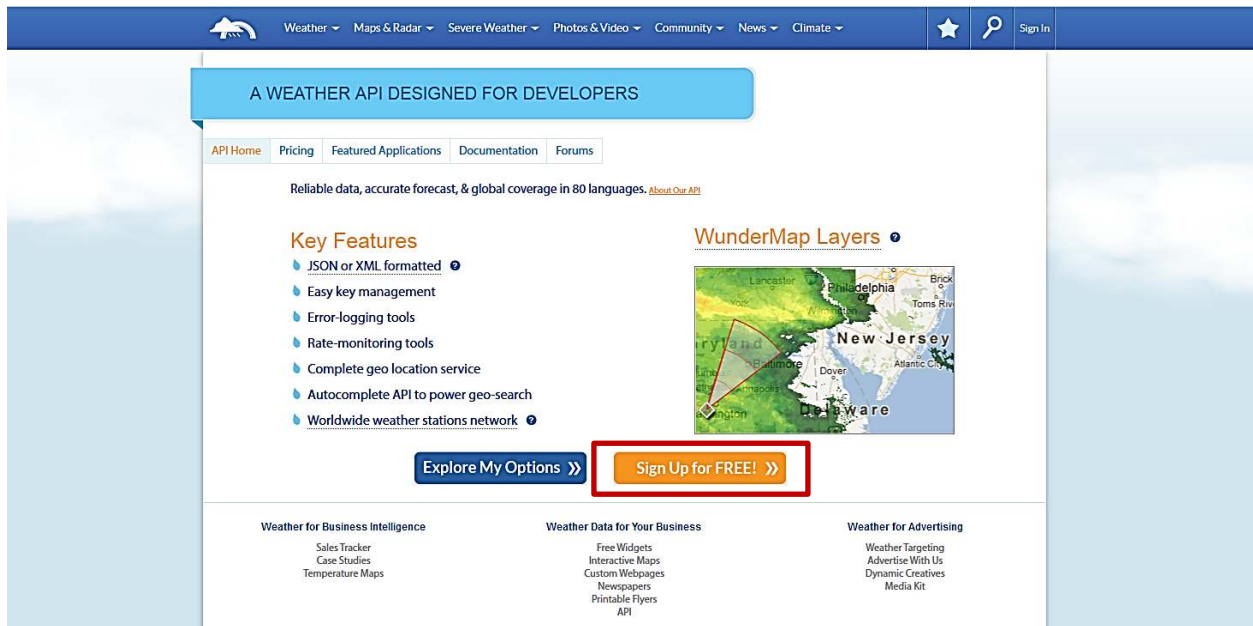 Weather Maps & Radar Severe Weather Photos & Video Community News Climate Sign In
A WEATHER API DESIGNED FOR DEVELOPERS
API Home Pricing Featured Applications Documentation Forums
Reliable data, accurate forecast, & global coverage in 80 languages. About Our API
Key Features
JSON or XML formatted ?
Easy key management
Error-logging tools
Rate-monitoring tools
Complete geo location service
Autocomplete API to power geo-search
Worldwide weather stations network ?
WunderMap Layers ?
Lancaster
Philadelphia
Brick
York
Toms Riv
Wilmington
ryland
New Jersey
Baltimore
Dover
Atlantic City
Annapolis
ington
Delaware
Explore My Options »
Sign Up for FREE! »
Weather for Business Intelligence
Sales Tracker
Case Studies
Temperature Maps
Weather Data for Your Business
Free Widgets
Interactive Maps
Custom Webpages
Newspapers
Printable Flyers
API
Weather for Advertising
Weather Targeting
Advertise With Us
Dynamic Creatives
Media Kit